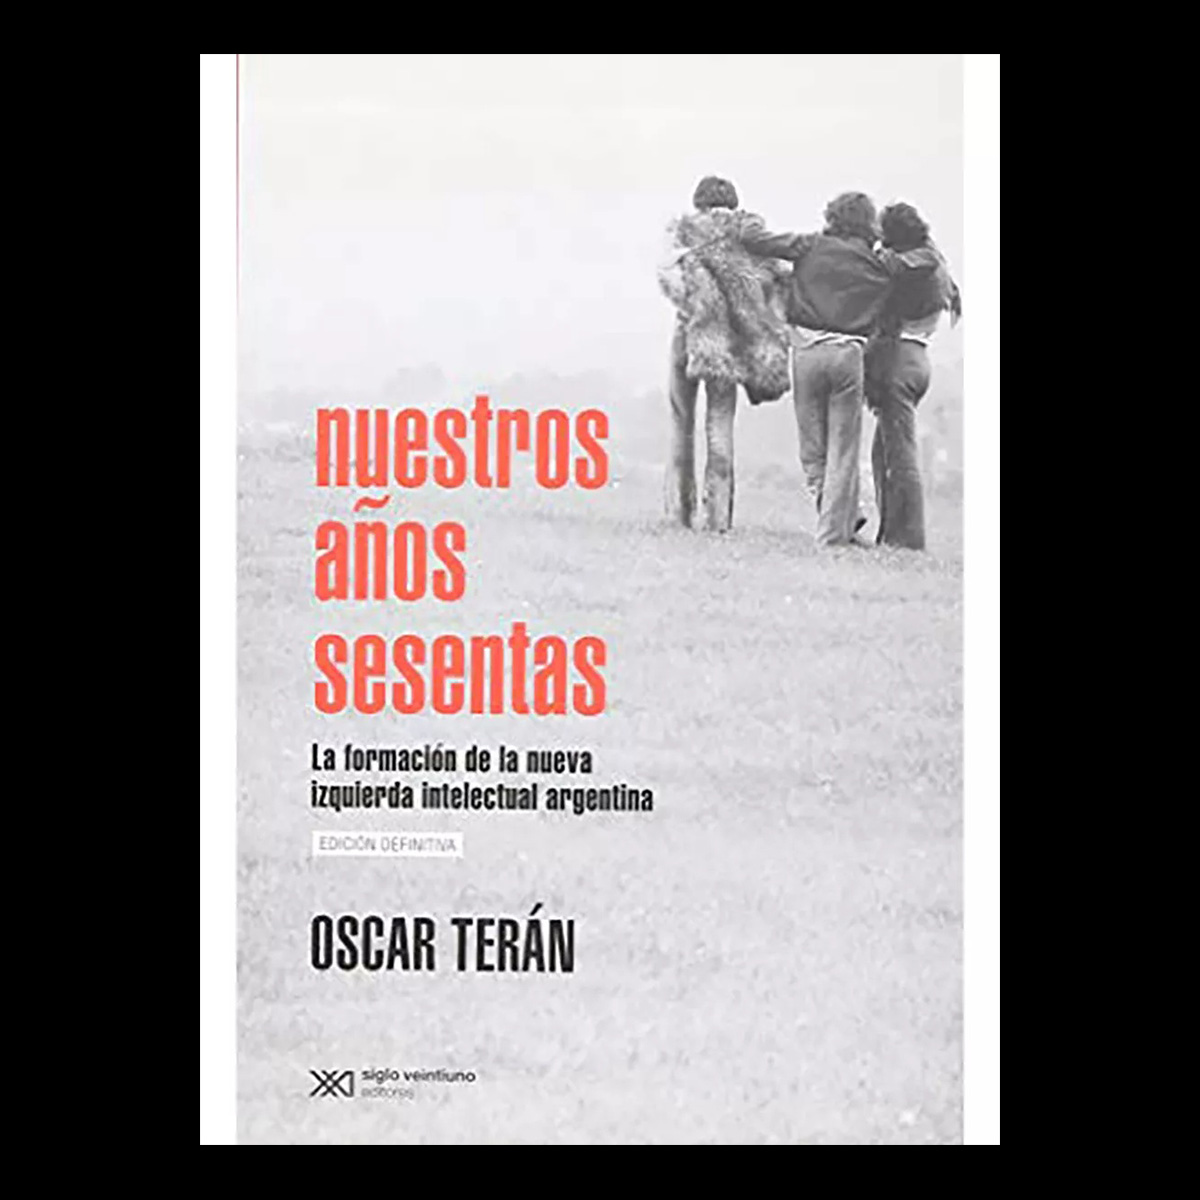 nuestros
años
sesentas
La formación de la nueva
izquierda intelectual argentina
EDICIÓN DEFINITIVA
OSCAR TERÁN
siglo veintiuno
editores